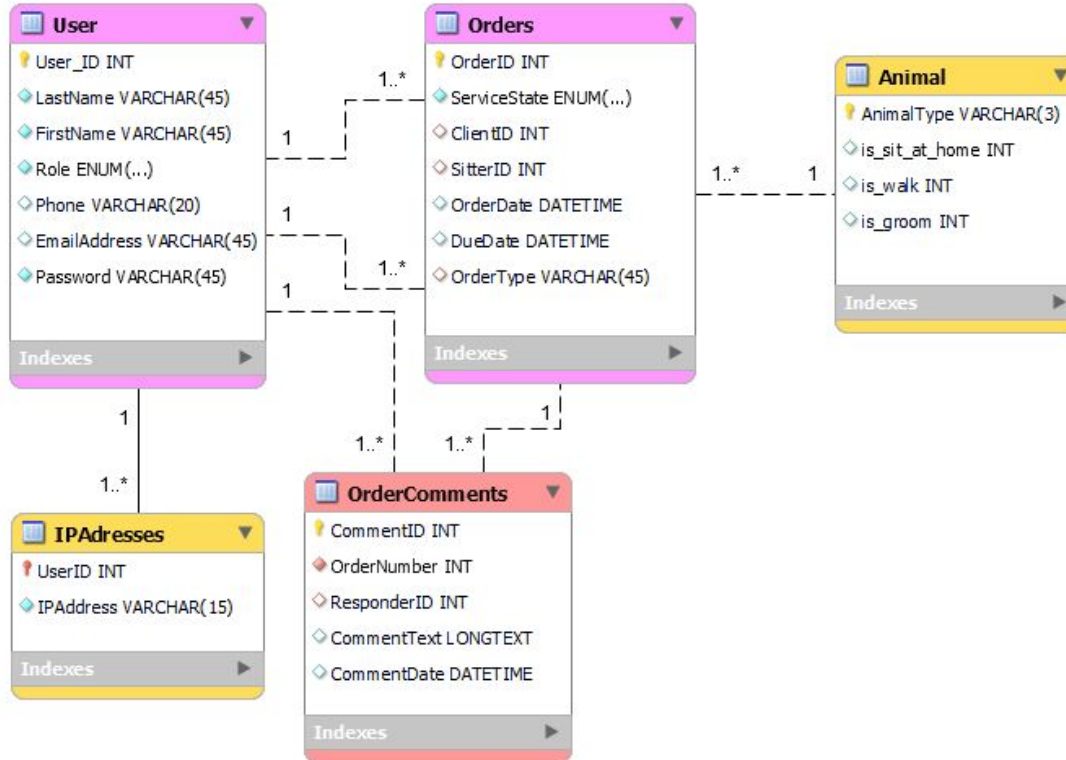 User
User_ID INT
LastName VARCHAR(45)
FirstName VARCHAR(45)
Role ENUM(...)
Phone VARCHAR(20)
EmailAddress VARCHAR(45)
Password VARCHAR(45)
Indexes
Orders
OrderID INT
ServiceState ENUM(...)
ClientID INT
SitterID INT
OrderDate DATETIME
DueDate DATETIME
OrderType VARCHAR(45)
Indexes
Animal
AnimalType VARCHAR(3)
is_sit_at_home INT
is_walk INT
is_groom INT
Indexes
1..*
1
1
1..*
1
1..*
1
1
1..*
1..*
1
1..*
IPAdresses
UserID INT
IPAddress VARCHAR(15)
Indexes
OrderComments
CommentID INT
OrderNumber INT
ResponderID INT
CommentText LONGTEXT
CommentDate DATETIME
Indexes